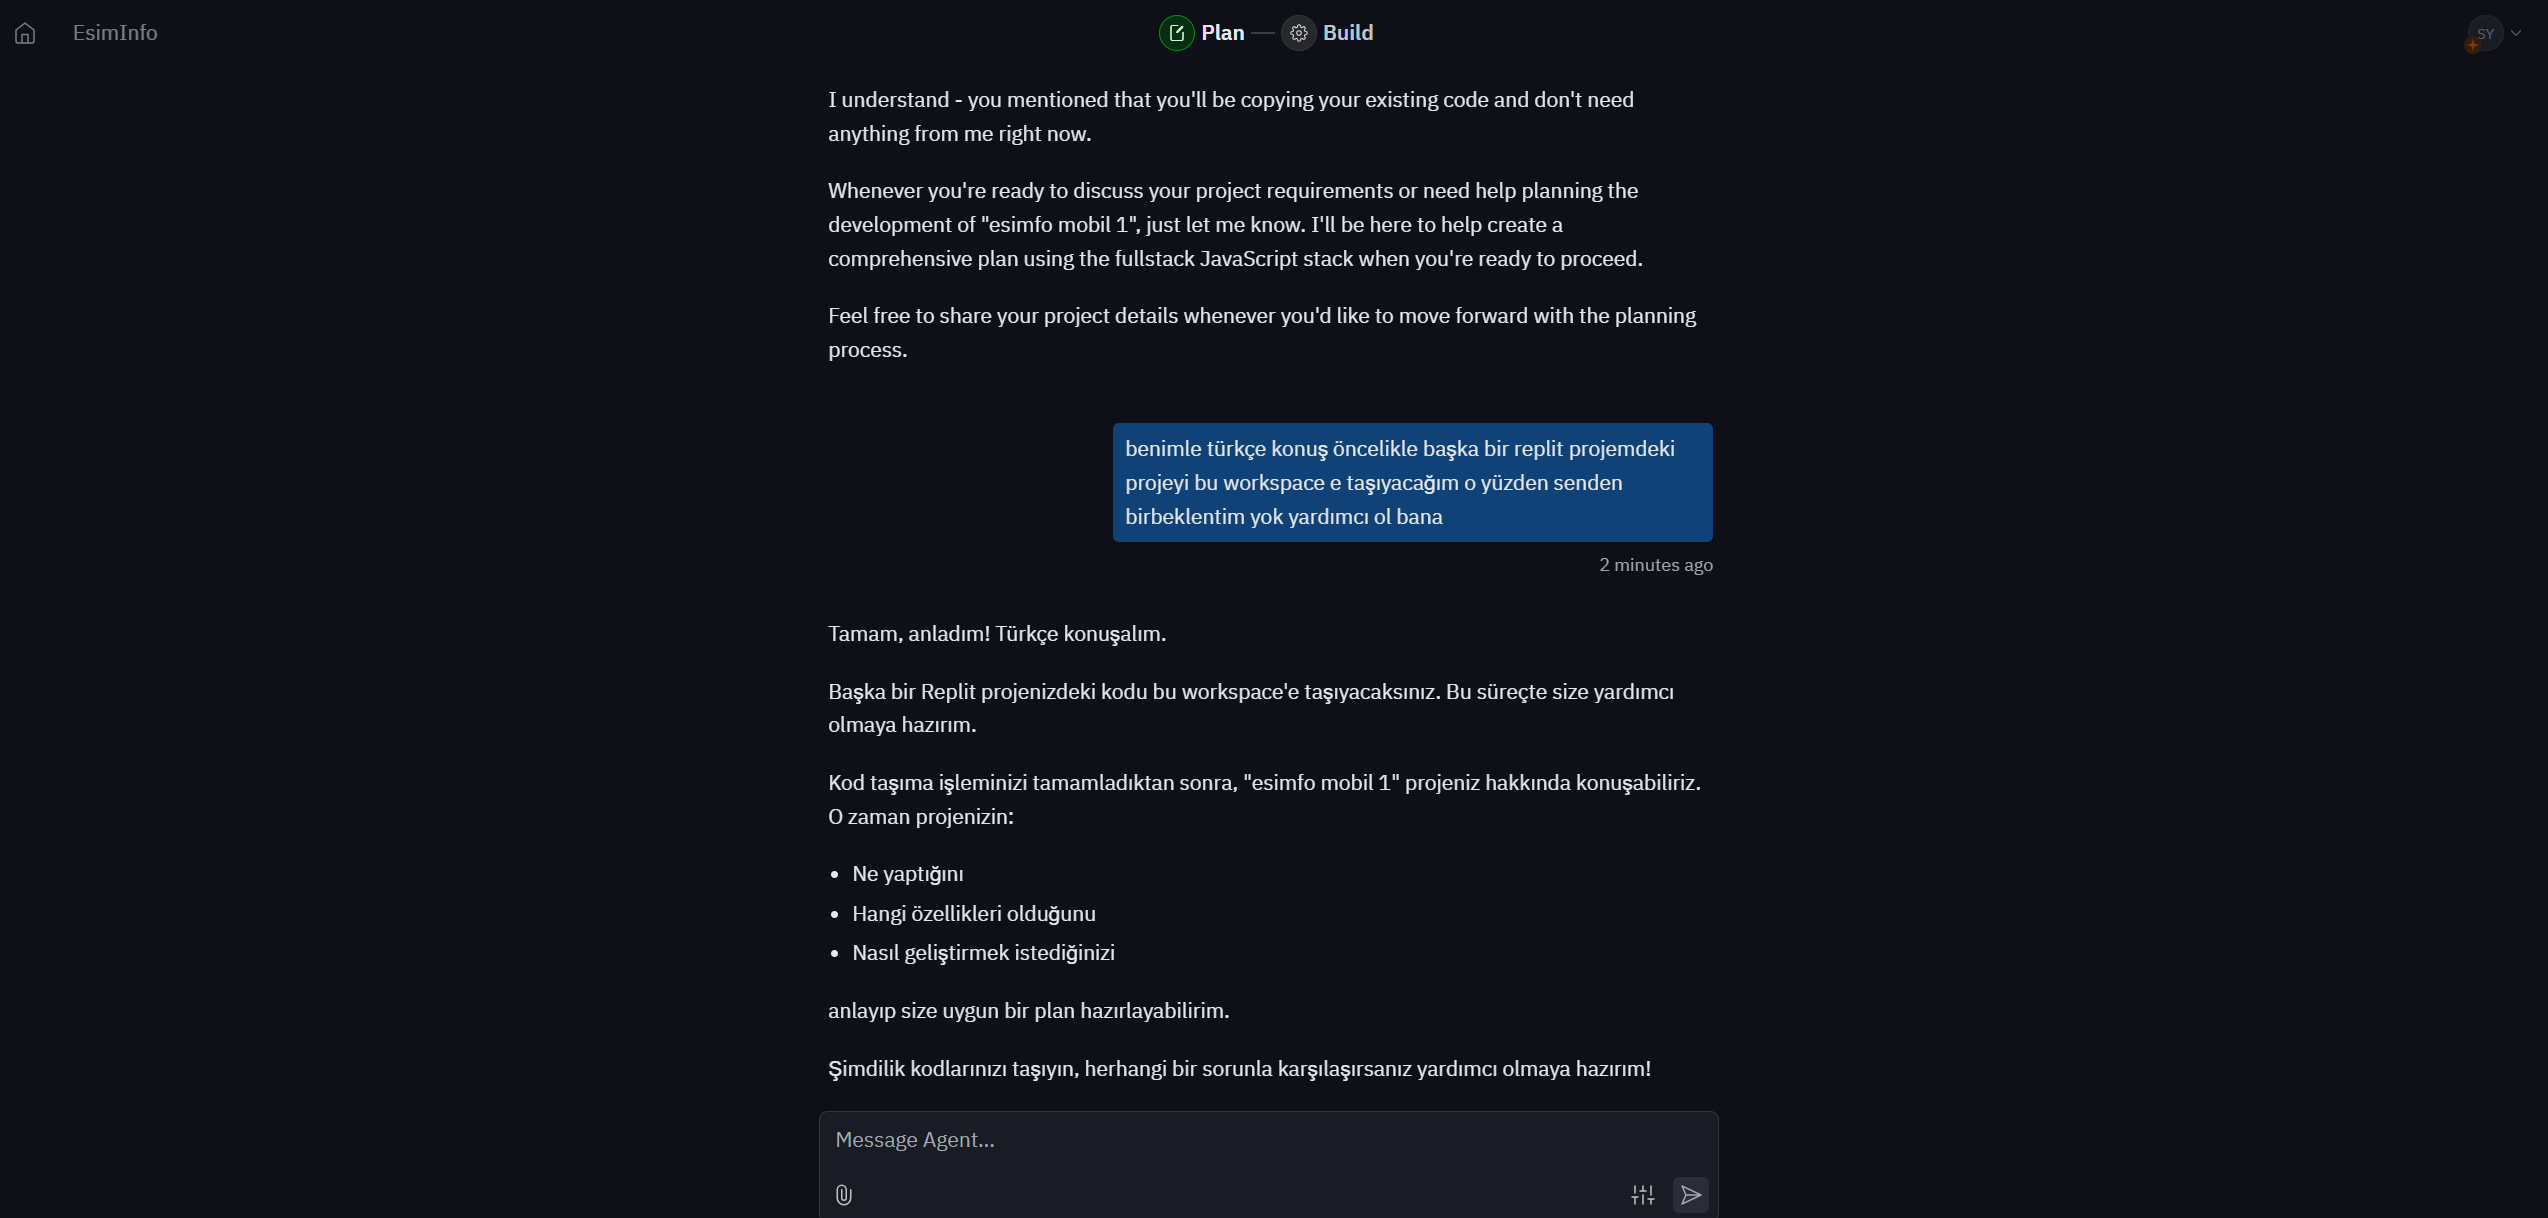 EsimInfo
Plan
Build
SY
I understand - you mentioned that you'll be copying your existing code and don't need
anything from me right now.
Whenever you're ready to discuss your project requirements or need help planning the
development of "esimfo mobil 1", just let me know. I'll be here to help create a
comprehensive plan using the fullstack JavaScript stack when you're ready to proceed.
Feel free to share your project details whenever you'd like to move forward with the planning
process.
benimle türkçe konuş öncelikle başka bir replit projemdeki
projeyi bu workspace e taşıyacağım o yüzden senden
birbeklentim yok yardımcı ol bana
2 minutes ago
Tamam, anladım! Türkçe konuşalım.
Başka bir Replit projenizdeki kodu bu workspace'e taşıyacaksınız. Bu süreçte size yardımcı
olmaya hazırım.
Kod taşıma işleminizi tamamladıktan sonra, "esimfo mobil 1" projeniz hakkında konuşabiliriz.
O zaman projenizin:
• Ne yaptığını
• Hangi özellikleri olduğunu
• Nasıl geliştirmek istediğinizi
anlayıp size uygun bir plan hazırlayabilirim.
Şimdilik kodlarınızı taşıyın, herhangi bir sorunla karşılaşırsanız yardımcı olmaya hazırım!
Message Agent...